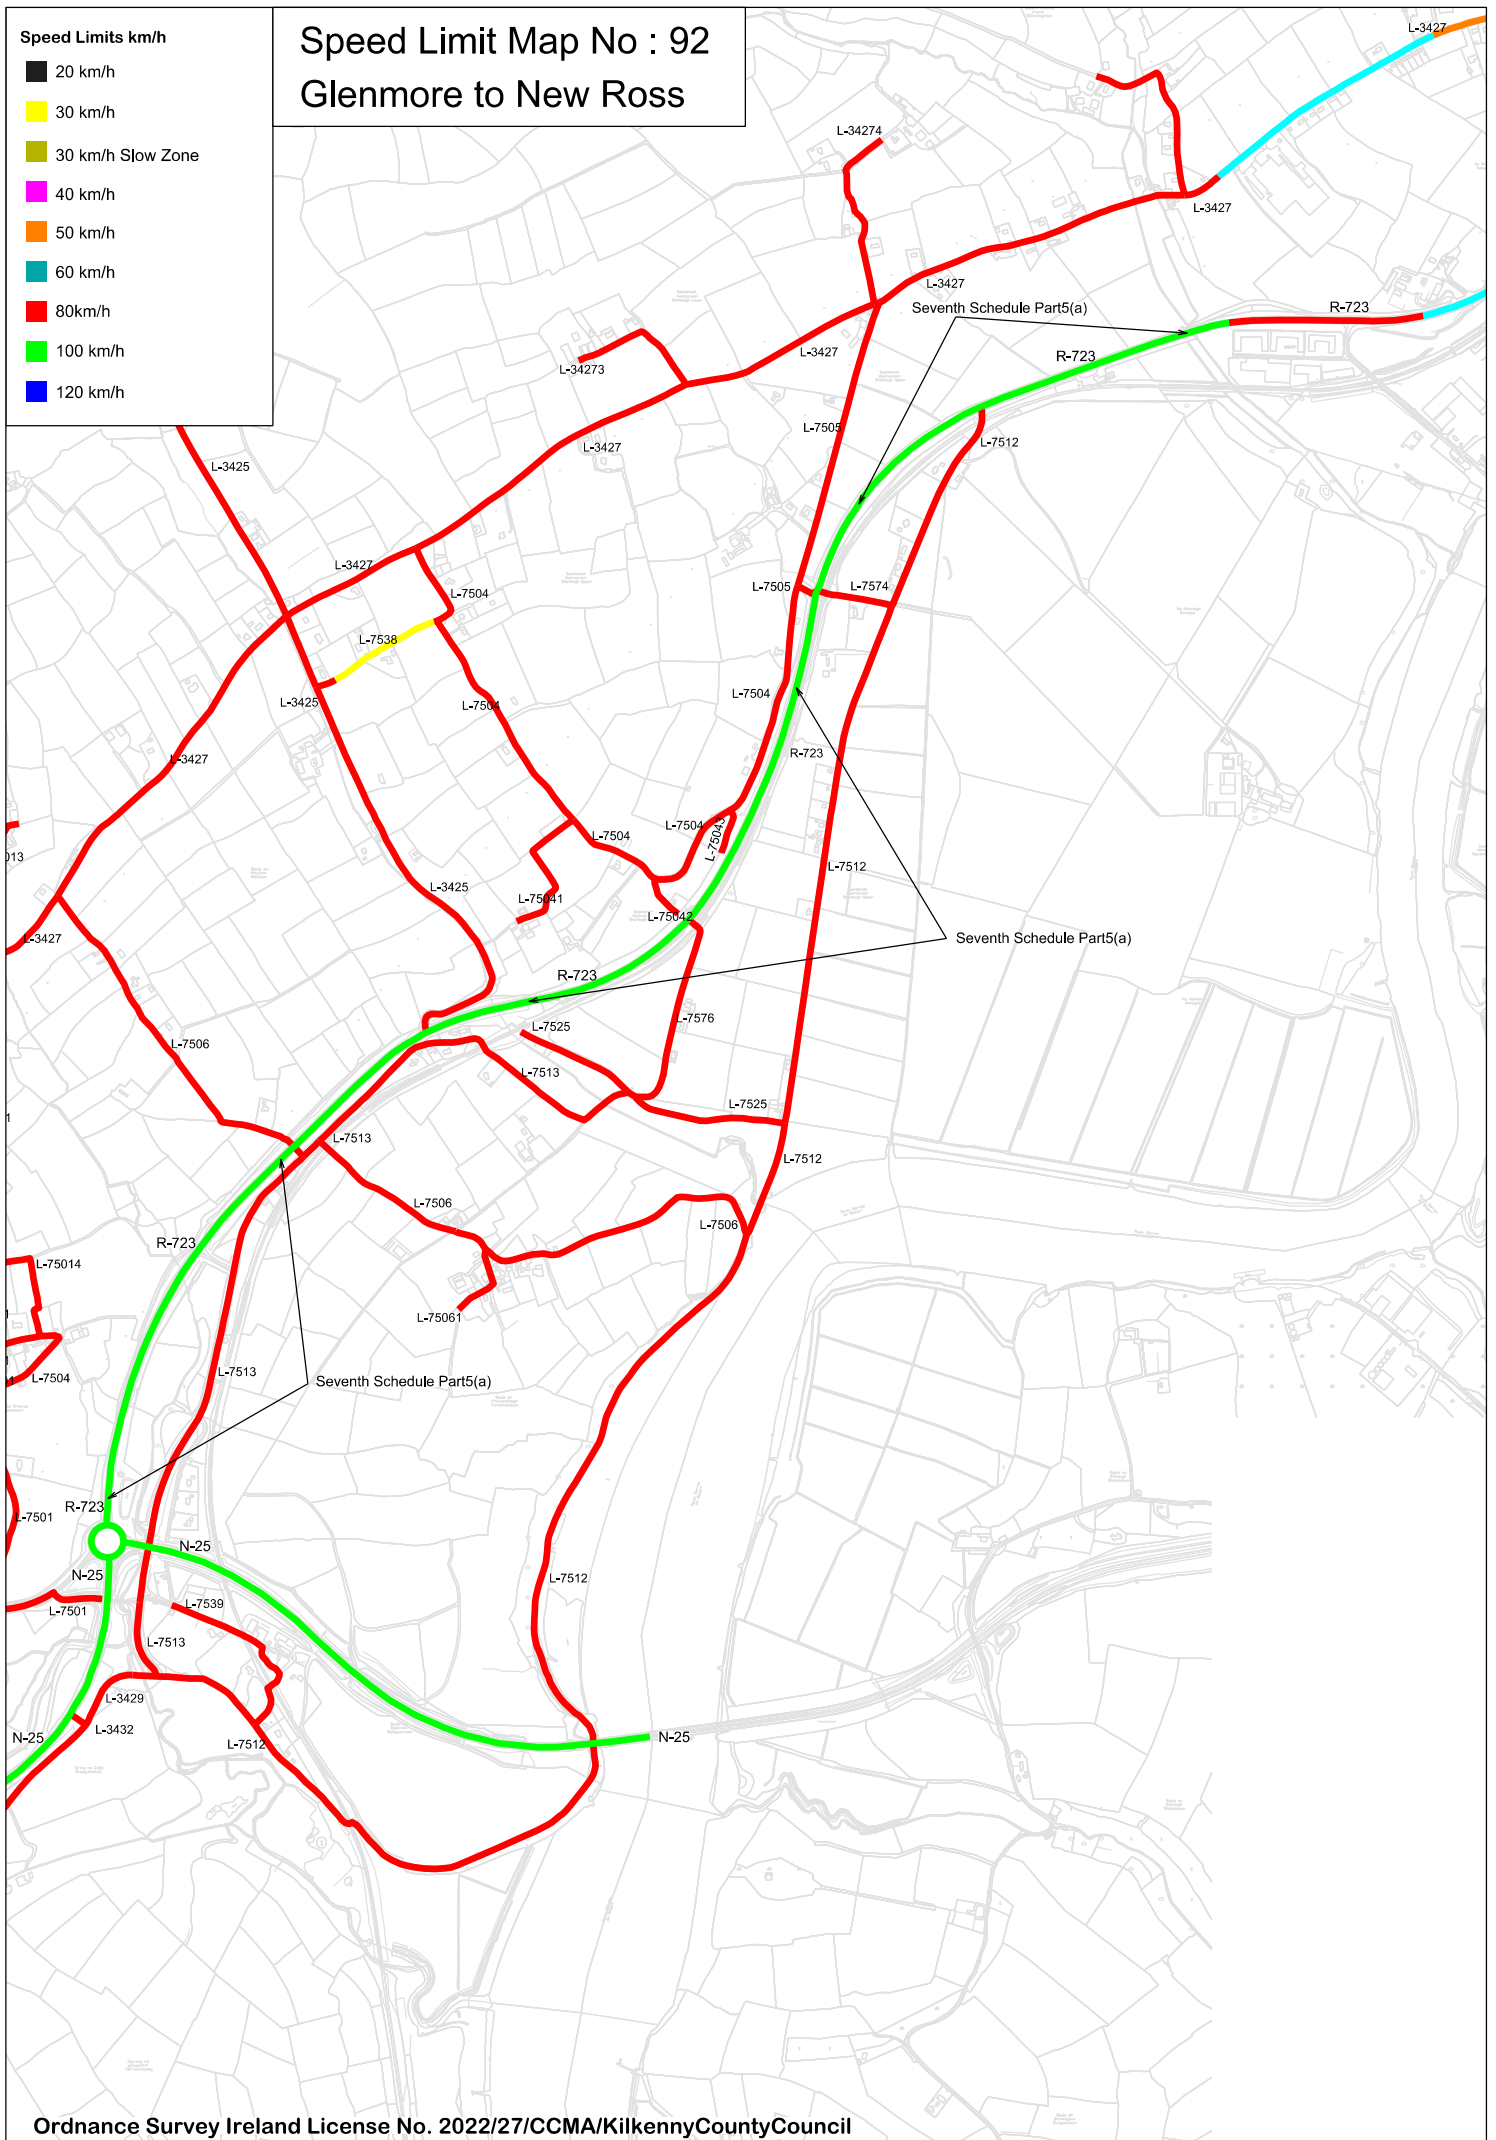 Speed Limits km/h
20 km/h
30 km/h
30 km/h Slow Zone
40 km/h
50 km/h
60 km/h
80km/h
100 km/h
120 km/h
Speed Limit Map No : 92
Glenmore to New Ross
L-3427
L-34274
L-3427
L-3427
Seventh Schedule Part5(a)
R-723
L-3427
R-723
L-34273
L-7505
L-3427
L-7512
L-3425
L-3427
L-7505
L-7574
L-7504
L-7538
L-3425
L-7504
L-7504
R-723
L-3427
L-7504
L-7504
L-75043
013
L-7512
L-3425
L-75041
L-75042
L-3427
Seventh Schedule Part5(a)
R-723
L-7576
L-7525
L-7506
L-7513
L-7525
L-7513
L-7512
L-7506
L-7506
R-723
L-75014
L-75061
L-7513
L-7504
Seventh Schedule Part5(a)
R-723
L-7501
N-25
N-25
L-7512
L-7501
L-7539
L-7513
L-3429
L-3432
N-25
L-7512
N-25
Ordnance Survey Ireland License No. 2022/27/CCMA/KilkennyCountyCouncil